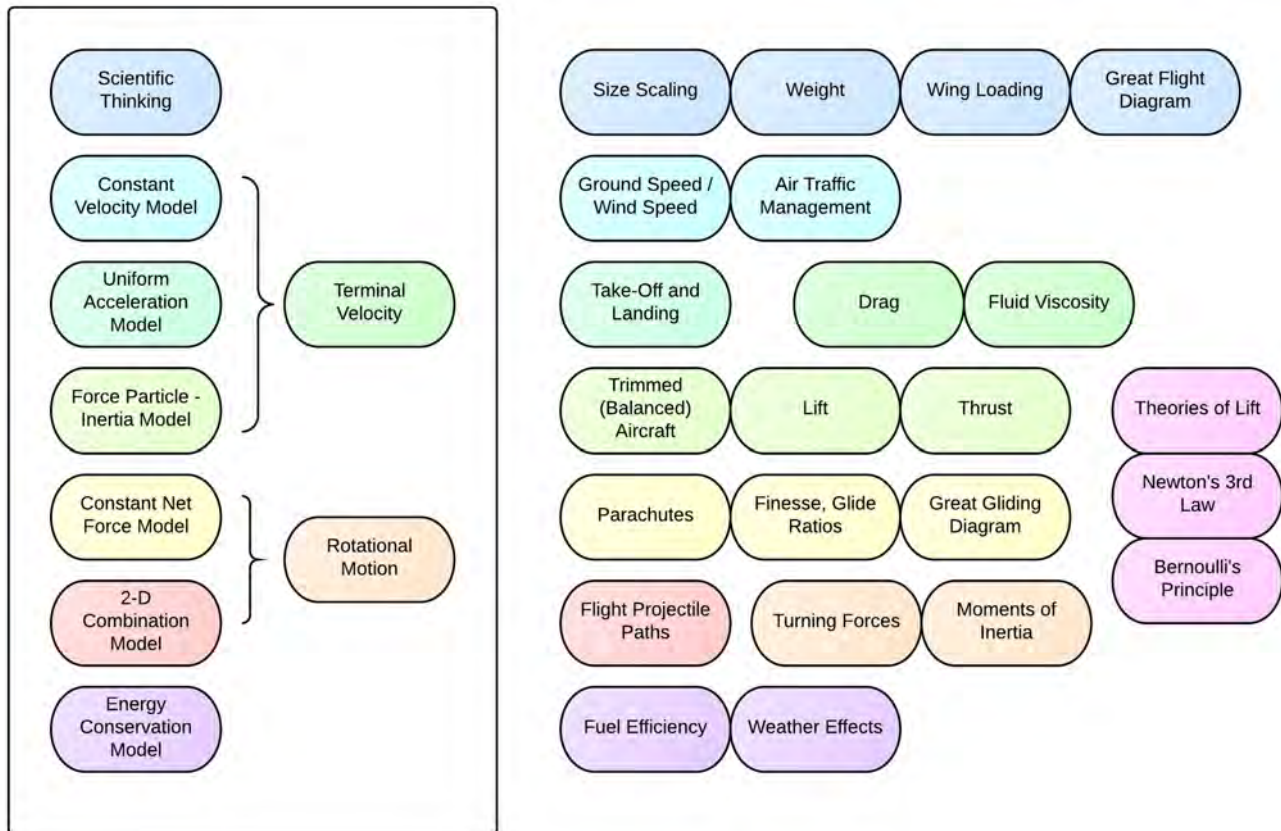 Scientific
Thinking
Size Scaling
Weight
Wing Loading
Great Flight
Diagram
Constant
Velocity Model
Ground Speed /
Wind Speed
Air Traffic
Management
Uniform
Acceleration
Model
Terminal
Velocity
Take-Off and
Landing
Drag
Fluid Viscosity
Force Particle -
Inertia Model
Trimmed
(Balanced)
Aircraft
Lift
Thrust
Theories of Lift
Constant Net
Force Model
Rotational
Motion
Parachutes
Finesse, Glide
Ratios
Great Gliding
Diagram
Newton's 3rd
Law
Bernoulli's
Principle
2-D
Combination
Model
Flight Projectile
Paths
Turning Forces
Moments of
Inertia
Energy
Conservation
Model
Fuel Efficiency
Weather Effects